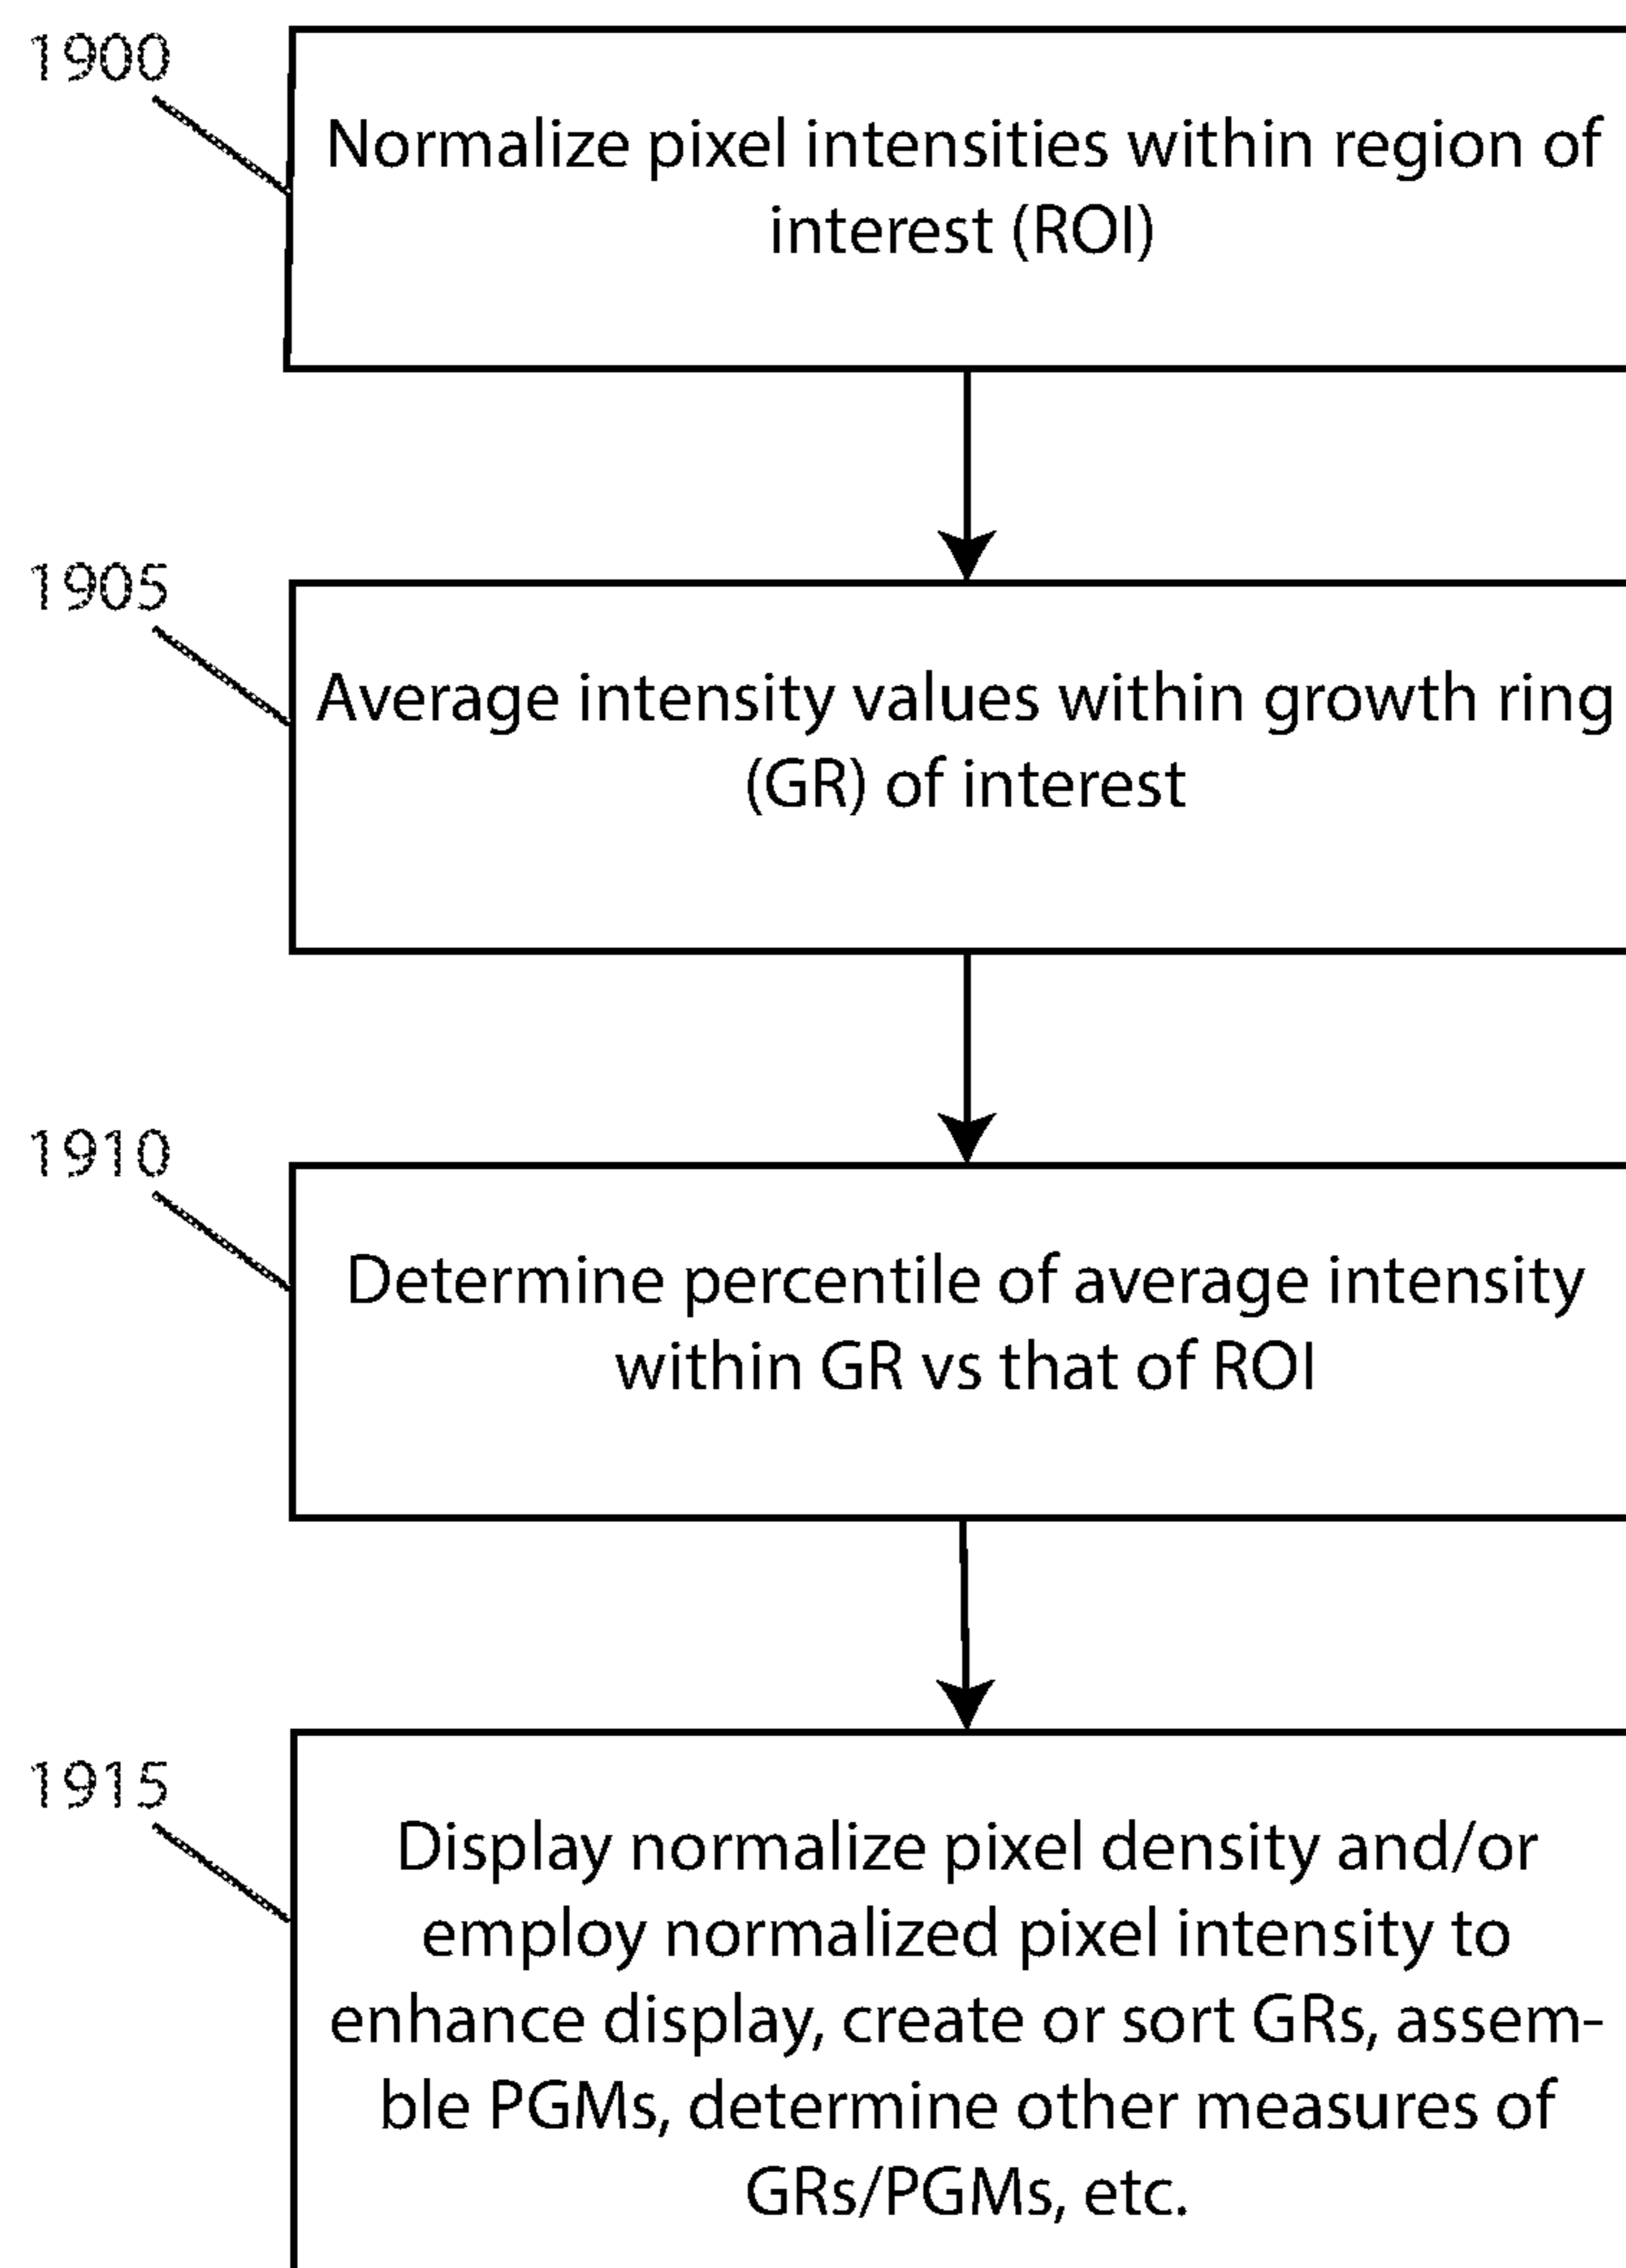 1900
Normalize pixel intensities within region of
interest (ROI)
1905
Average intensity values within growth ring
(GR) of interest
1910
Determine percentile of average intensity
within GR vs that of ROI
1915
Display normalize pixel density and/or
employ normalized pixel intensity to
enhance display, create or sort GRs, assem-
ble PGMs, determine other measures of
GRs/PGMs, etc.